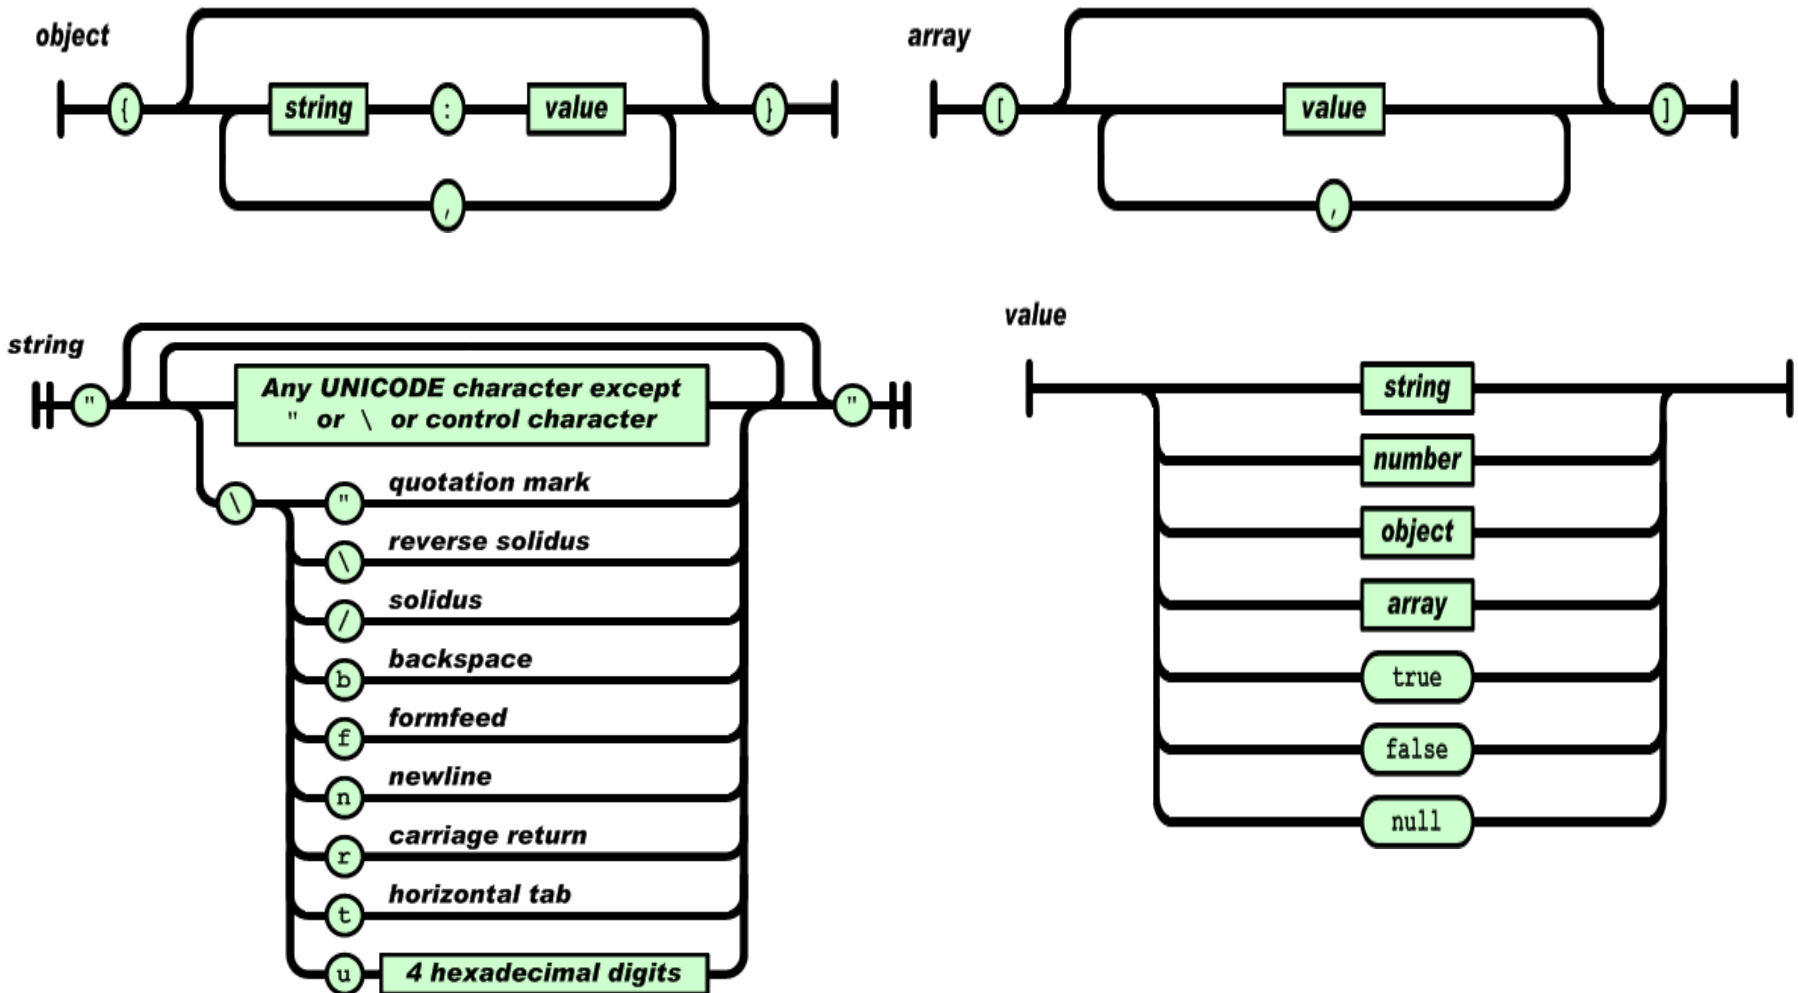 object
{
string
:
value
}
,
array
[
value
]
,
string
"
Any UNICODE character except
" or \ or control character
"
\
" quotation mark
\ reverse solidus
/ solidus
b backspace
f formfeed
n newline
r carriage return
t horizontal tab
u 4 hexadecimal digits
value
string
number
object
array
true
false
null